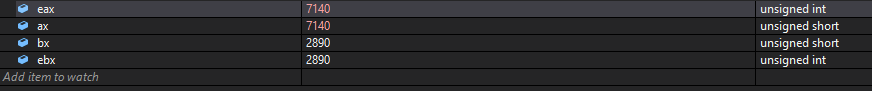 eax 7140 unsigned int
ax 7140 unsigned short
bx 2890 unsigned short
ebx 2890 unsigned int
Add item to watch